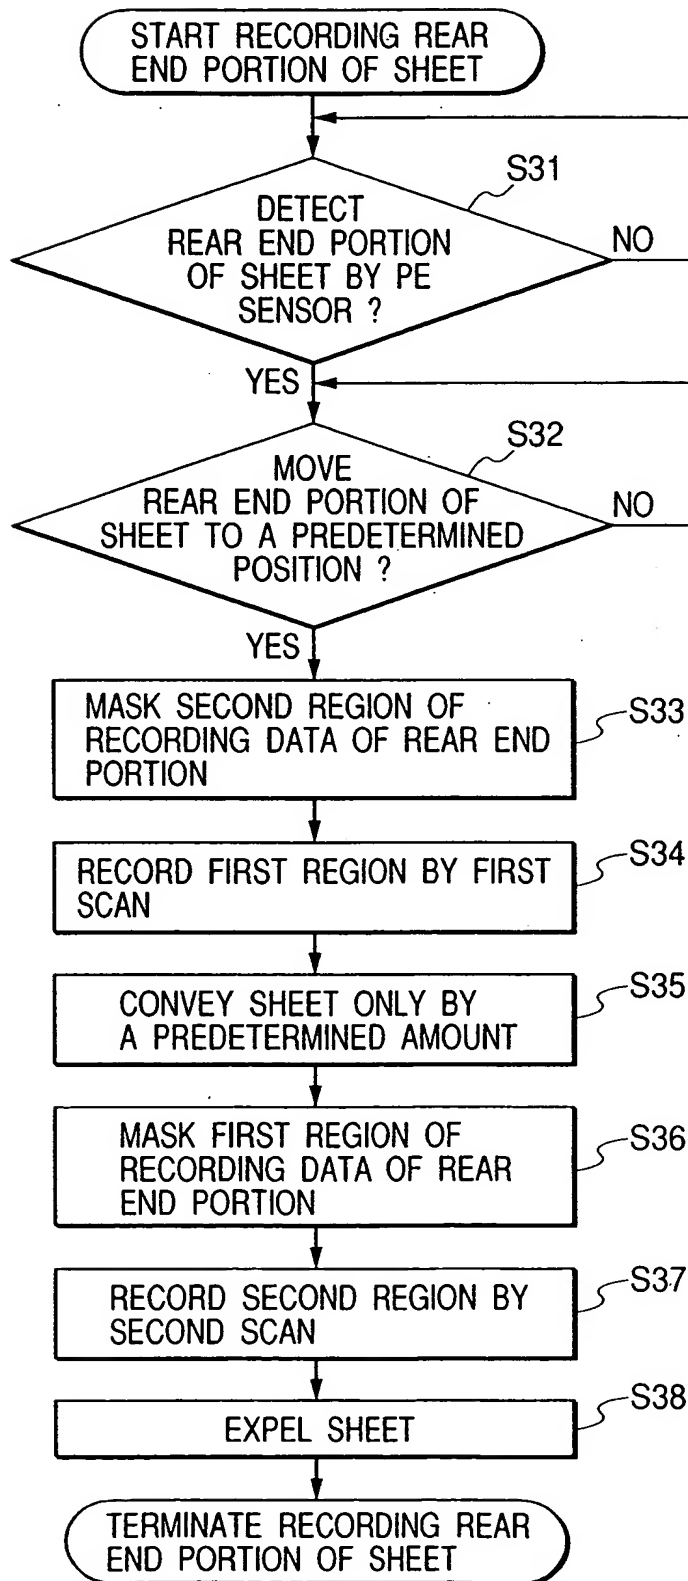 START RECORDING REAR
END PORTION OF SHEET
S31
DETECT
REAR END PORTION
OF SHEET BY PE
SENSOR ?
NO
YES
S32
MOVE
REAR END PORTION OF
SHEET TO A PREDETERMINED
POSITION ?
NO
YES
MASK SECOND REGION OF
RECORDING DATA OF REAR END
PORTION
S33
RECORD FIRST REGION BY FIRST
SCAN
S34
CONVEY SHEET ONLY BY
A PREDETERMINED AMOUNT
S35
MASK FIRST REGION OF
RECORDING DATA OF REAR
END PORTION
S36
RECORD SECOND REGION BY
SECOND SCAN
S37
EXPEL SHEET
S38
TERMINATE RECORDING REAR
END PORTION OF SHEET